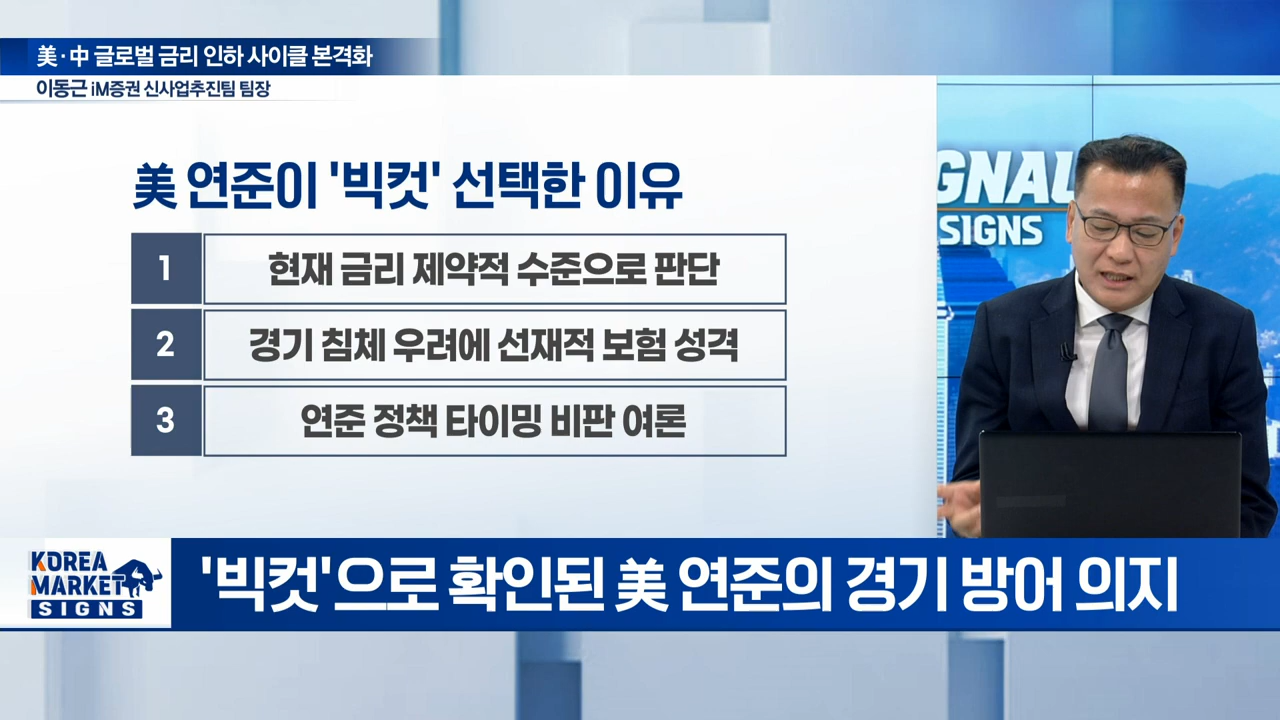 美·中 글로벌 금리 인하 사이클 본격화
이동근 iM증권 신사업추진팀 팀장
美 연준이 '빅컷' 선택한 이유
1 현재 금리 제약적 수준으로 판단
2 경기 침체 우려에 선재적 보험 성격
3 연준 정책 타이밍 비판 여론
GNAL
SIGNS
KOREA
MARKET
SIGNS
'빅컷'으로 확인된 美 연준의 경기 방어 의지